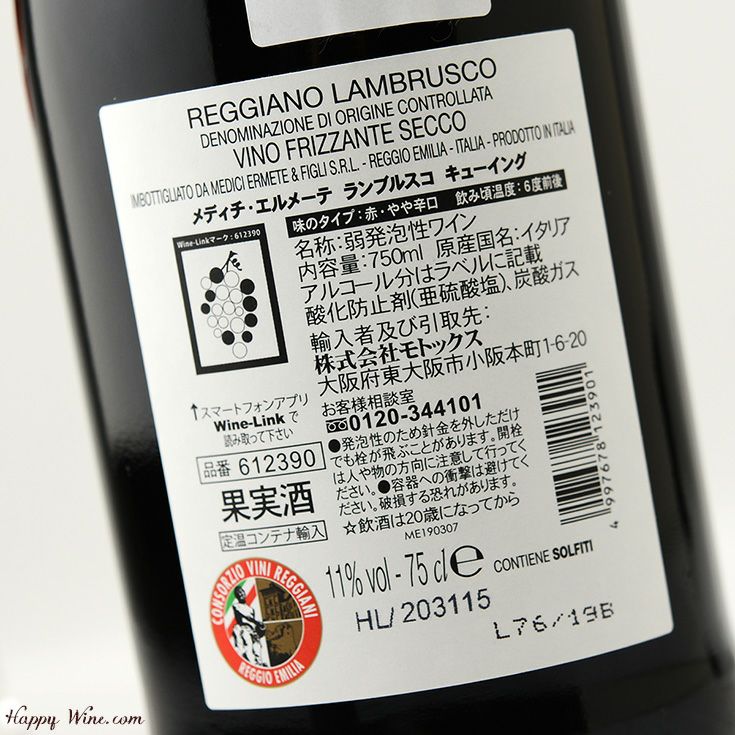 REGGIANO LAMBRUSCO
DENOMINAZIONE DI ORIGINE CONTROLLATA
VINO FRIZZANTE SECCO
IMBOTTIGLIATO DA MEDICI ERMETE & FIGLI S.R.L. - REGGIO EMILIA - ITALIA - PRODOTTO IN ITALIA
メディチ・エルメーテ ランブルスコ キューイング
Wine-Linkマーク:612390
味のタイプ:赤・やや辛口 飲み頃温度:6度前後
名称:弱発泡性ワイン
内容量:750ml 原産国名:イタリア
アルコール分はラベルに記載
酸化防止剤(亜硫酸塩)、炭酸ガス
輸入者及び引取先:
株式会社モトックス
大阪府東大阪市小阪本町1-6-20
お客様相談室
0120-344101
●発泡性のため針金を外しただけ
でも栓が飛ぶことがあります。開栓
は人や物の方向に注意して行ってく
ださい。●容器への衝撃は避けてく
ださい。破損する恐れがあります。
☆飲酒は20歳になってから
ME190307
↑スマートフォンアプリ
Wine-Linkで
読み取って下さい
品番 612390
果実酒
定温コンテナ輸入
4 997678 123901
CONSORZIO VINI REGGIANI
REGGIO EMILIA
11% vol - 75 cl e CONTIENE SOLFITI
HL/203115
L76/19B
Happy Wine.com